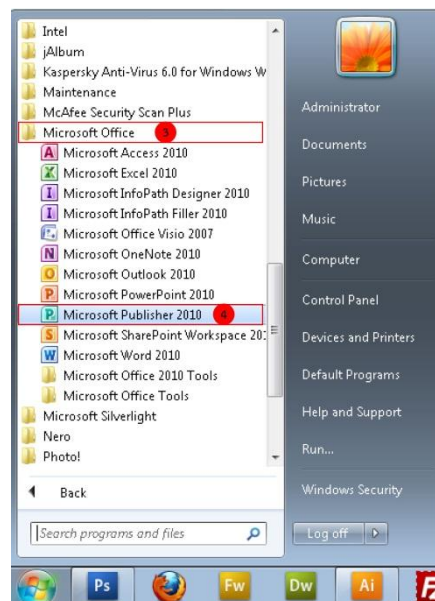 Intel
jAlbum
Kaspersky Anti-Virus 6.0 for Windows W
Maintenance
McAfee Security Scan Plus
Microsoft Office 3
Microsoft Access 2010
Microsoft Excel 2010
Microsoft InfoPath Designer 2010
Microsoft InfoPath Filler 2010
Microsoft Office Visio 2007
Microsoft OneNote 2010
Microsoft Outlook 2010
Microsoft PowerPoint 2010
Microsoft Publisher 2010 4
Microsoft SharePoint Workspace 201
Microsoft Word 2010
Microsoft Office 2010 Tools
Microsoft Office Tools
Microsoft Silverlight
Nero
Photo!
Back
Search programs and files
Administrator
Documents
Pictures
Music
Computer
Control Panel
Devices and Printers
Default Programs
Help and Support
Run...
Windows Security
Log off
Ps Fw Dw Ai